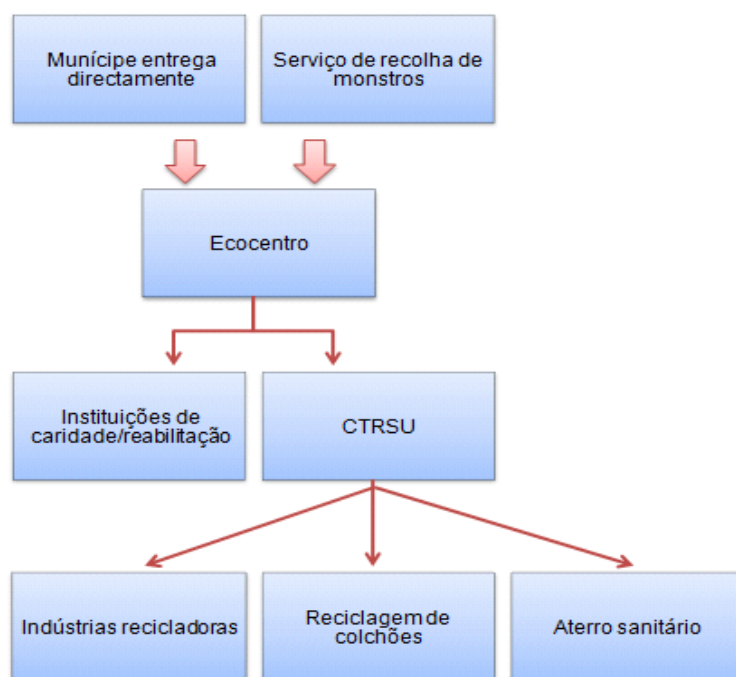 Munícipe entrega
directamente
Serviço de recolha de
monstros
Ecocentro
Instituições de
caridade/reabilitação
CTRSU
Indústrias recicladoras
Reciclagem de
colchões
Aterro sanitário